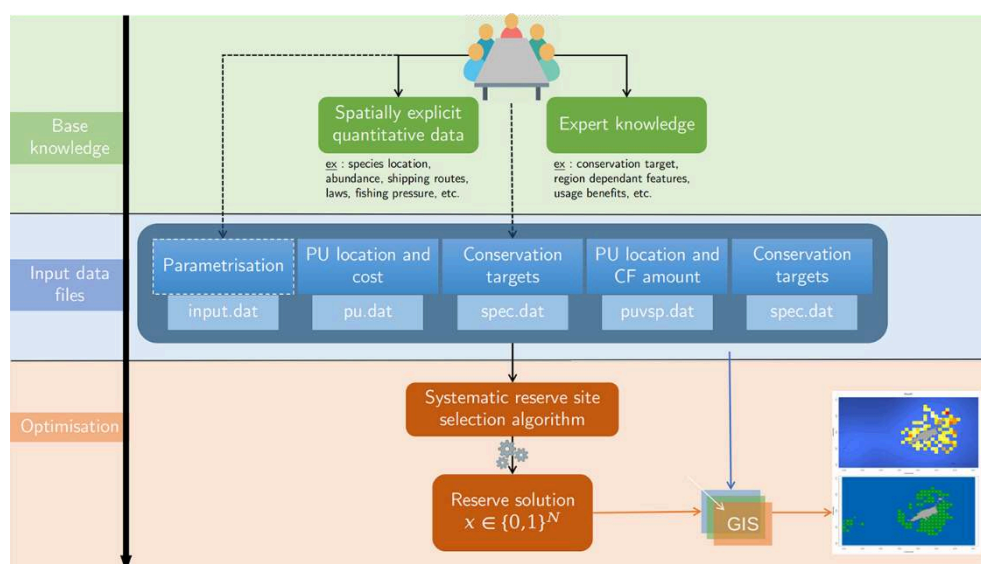 Base
knowledge
Spatially explicit
quantitative data
Expert knowledge
ex : species location,
abundance, shipping routes,
laws, fishing pressure, etc.
ex : conservation target,
region dependant features,
usage benefits, etc.
Input data
files
Parametrisation
PU location and
cost
Conservation
targets
PU location and
CF amount
Conservation
targets
input.dat
pu.dat
spec.dat
puvsp.dat
spec.dat
Optimisation
Systematic reserve site
selection algorithm
Reserve solution
x ∈ {0,1}^N
GIS